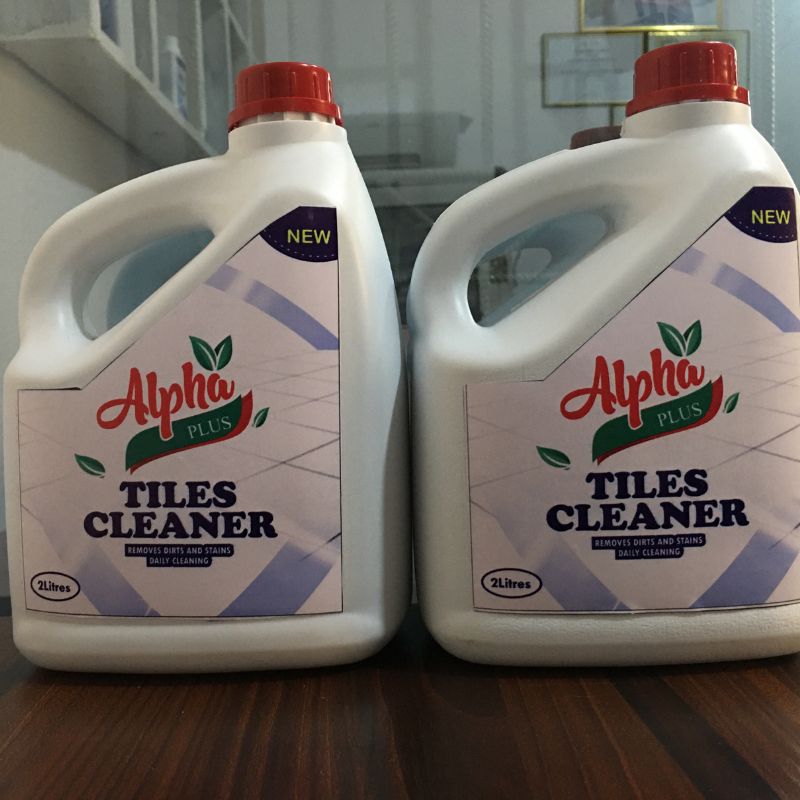 NEW
Alpha
PLUS
TILES
CLEANER
REMOVES DIRTS AND STAINS
DAILY CLEANING
2Litres
NEW
Alpha
PLUS
TILES
CLEANER
REMOVES DIRTS AND STAINS
DAILY CLEANING
2Litres